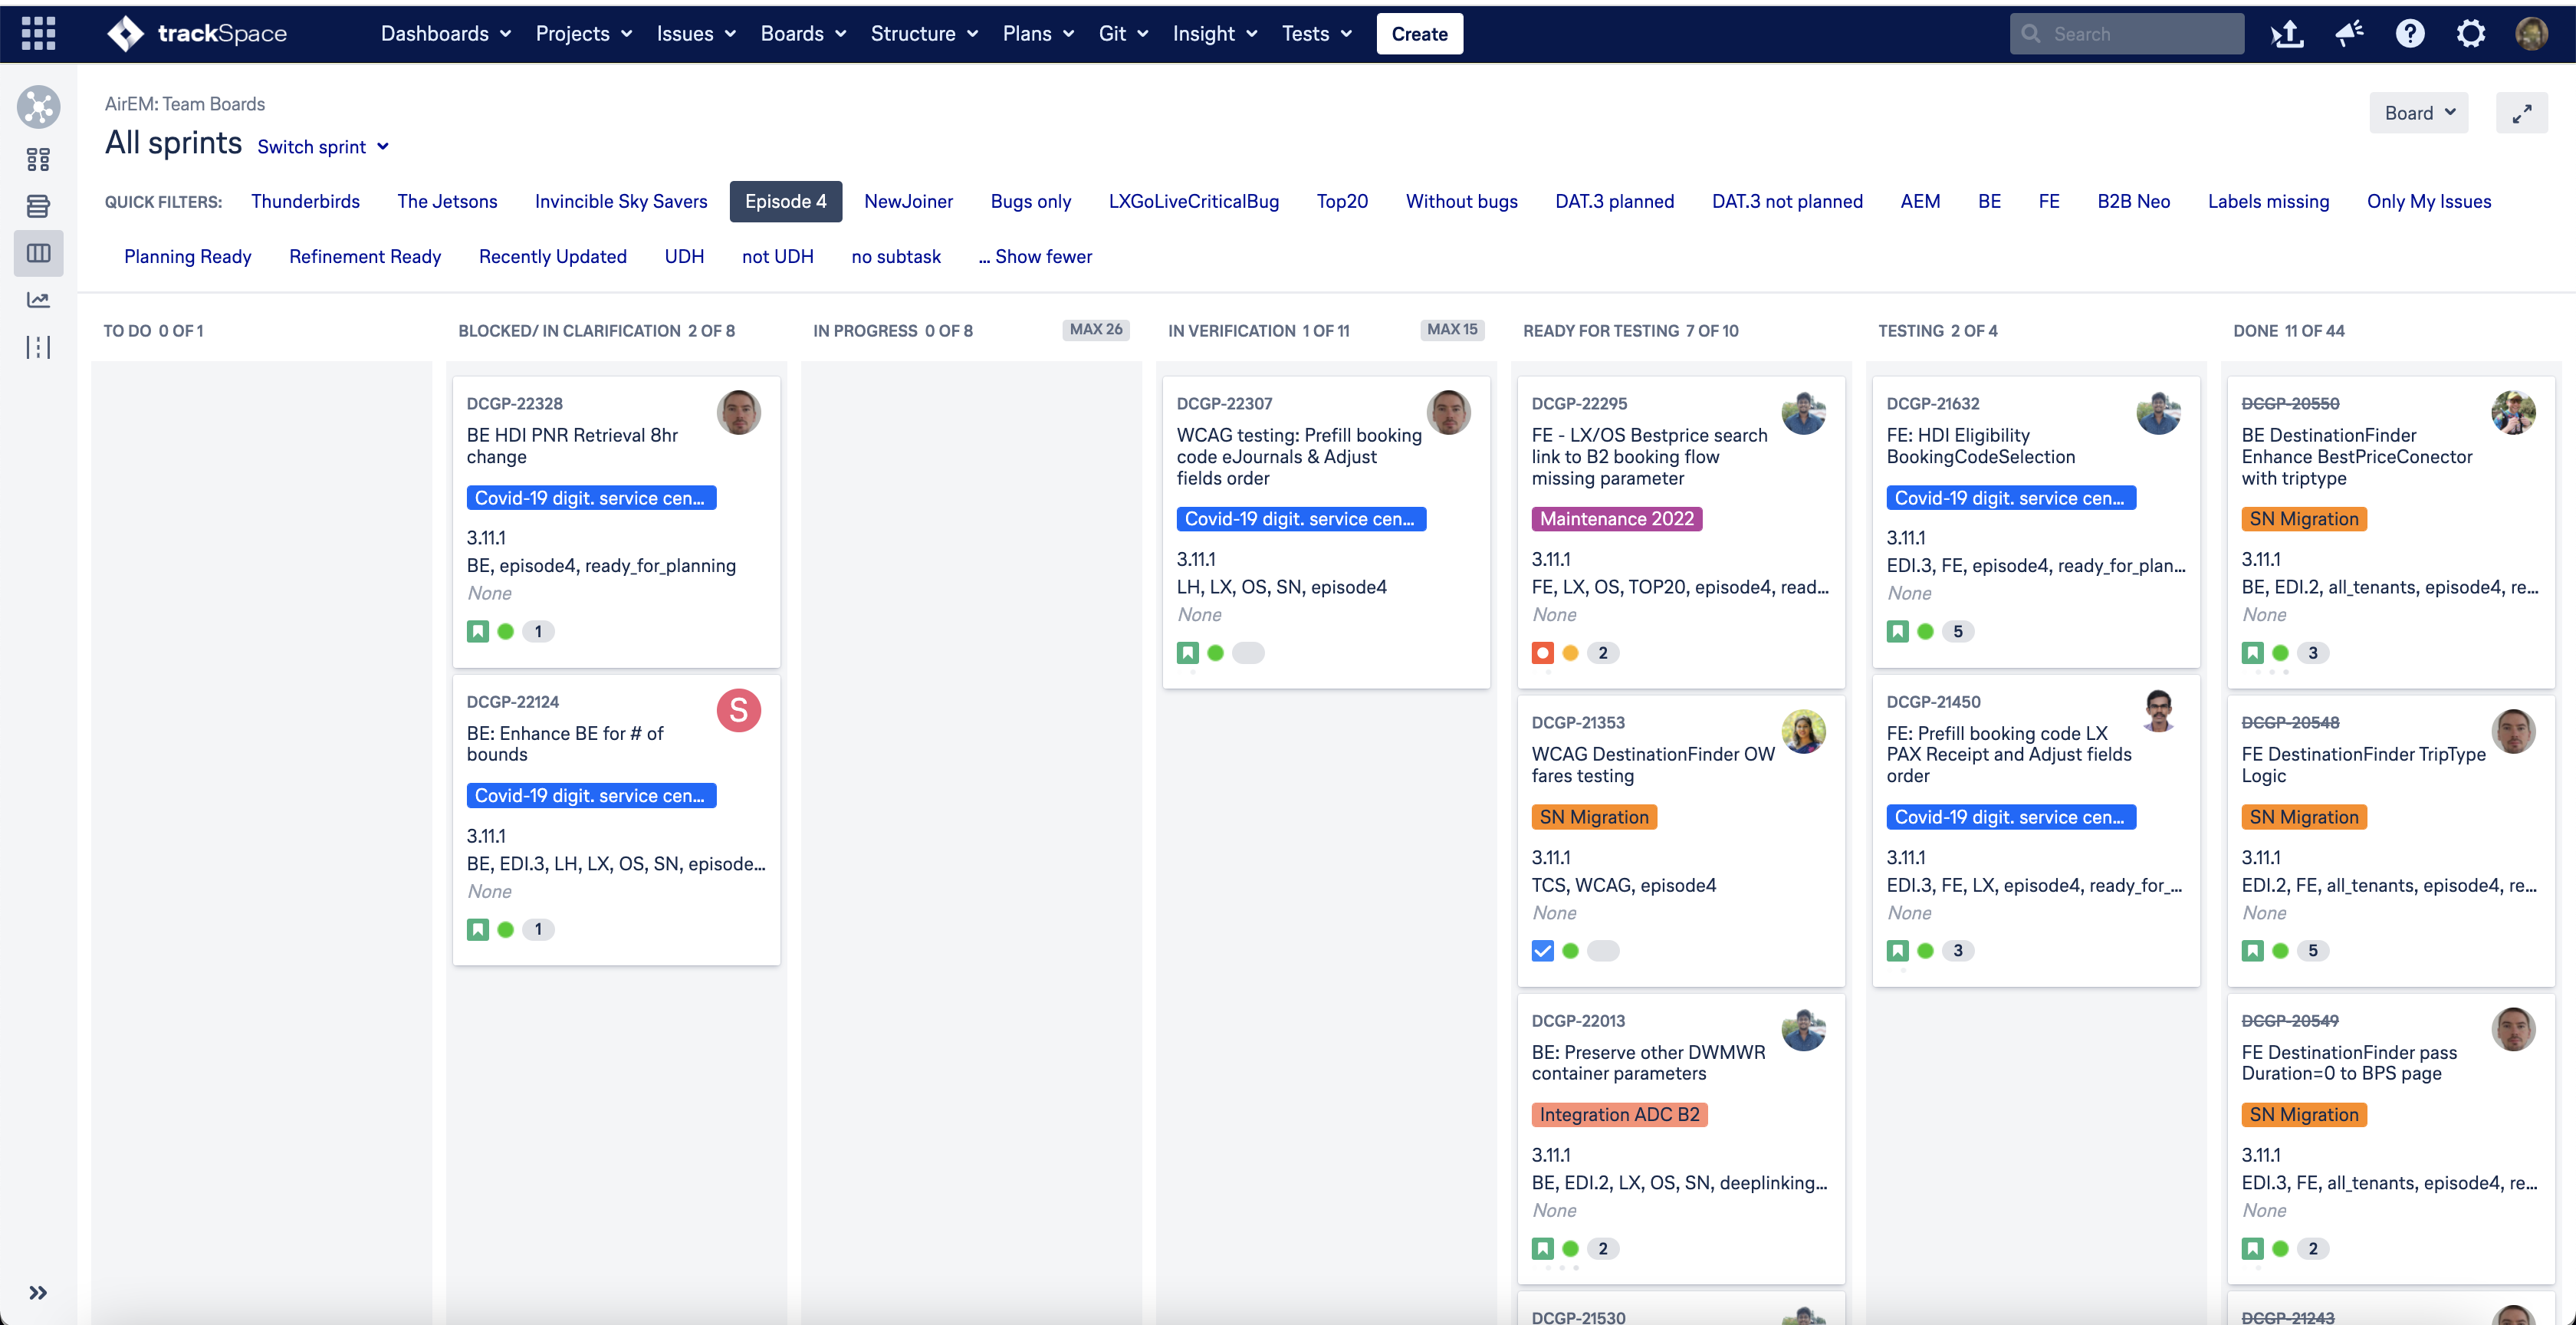 trackSpace
Dashboards
Projects
Issues
Boards
Structure
Plans
Git
Insight
Tests
Create
Search
AirEM: Team Boards
All sprints
Switch sprint
Board
QUICK FILTERS:
Thunderbirds
The Jetsons
Invincible Sky Savers
Episode 4
NewJoiner
Bugs only
LXGoLiveCriticalBug
Top20
Without bugs
DAT.3 planned
DAT.3 not planned
AEM
BE
FE
B2B Neo
Labels missing
Only My Issues
Planning Ready
Refinement Ready
Recently Updated
UDH
not UDH
no subtask
... Show fewer
TO DO 0 OF 1
BLOCKED/ IN CLARIFICATION 2 OF 8
IN PROGRESS 0 OF 8
MAX 26
IN VERIFICATION 1 OF 11
MAX 15
READY FOR TESTING 7 OF 10
TESTING 2 OF 4
DONE 11 OF 44
DCGP-22328
BE HDI PNR Retrieval 8hr
change
Covid-19 digit. service cen...
3.11.1
BE, episode4, ready_for_planning
None
1
DCGP-22124
S
BE: Enhance BE for # of
bounds
Covid-19 digit. service cen...
3.11.1
BE, EDI.3, LH, LX, OS, SN, episode...
None
1
DCGP-22307
WCAG testing: Prefill booking
code eJournals & Adjust
fields order
Covid-19 digit. service cen...
3.11.1
LH, LX, OS, SN, episode4
None
DCGP-22295
FE - LX/OS Bestprice search
link to B2 booking flow
missing parameter
Maintenance 2022
3.11.1
FE, LX, OS, TOP20, episode4, read...
None
2
DCGP-21353
WCAG DestinationFinder OW
fares testing
SN Migration
3.11.1
TCS, WCAG, episode4
None
DCGP-22013
BE: Preserve other DWMWR
container parameters
Integration ADC B2
3.11.1
BE, EDI.2, LX, OS, SN, deeplinking...
None
2
DCGP-21530
DCGP-21632
FE: HDI Eligibility
BookingCodeSelection
Covid-19 digit. service cen...
3.11.1
EDI.3, FE, episode4, ready_for_plan...
None
5
DCGP-21450
FE: Prefill booking code LX
PAX Receipt and Adjust fields
order
Covid-19 digit. service cen...
3.11.1
EDI.3, FE, LX, episode4, ready_for_...
None
3
DCGP-20550
BE DestinationFinder
Enhance BestPriceConector
with triptype
SN Migration
3.11.1
BE, EDI.2, all_tenants, episode4, re...
None
3
DCGP-20548
FE DestinationFinder TripType
Logic
SN Migration
3.11.1
EDI.2, FE, all_tenants, episode4, re...
None
5
DCGP-20549
FE DestinationFinder pass
Duration=0 to BPS page
SN Migration
3.11.1
EDI.3, FE, all_tenants, episode4, re...
None
2
DCGP-21243